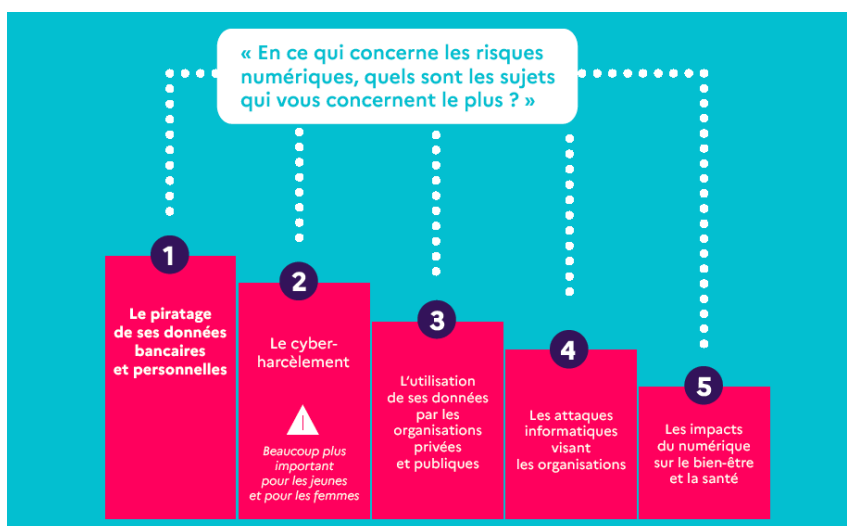 « En ce qui concerne les risques
numériques, quels sont les sujets
qui vous concernent le plus ? »
1
Le piratage
de ses données
bancaires
et personnelles
2
Le cyber-
harcèlement
Beaucoup plus
important
pour les jeunes
et pour les femmes
3
L'utilisation
de ses données
par les
organisations
privées
et publiques
4
Les attaques
informatiques
visant
les organisations
5
Les impacts
du numérique
sur le bien-être
et la santé